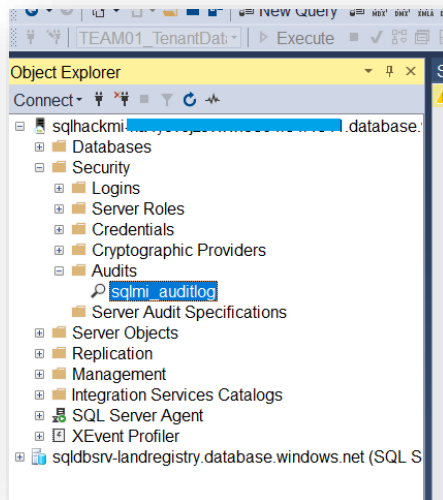 New Query
TEAM01_TenantData
Execute
Object Explorer
Connect
sqlhackmi-
.database.
Databases
Security
Logins
Server Roles
Credentials
Cryptographic Providers
Audits
sqlmi_auditlog
Server Audit Specifications
Server Objects
Replication
Management
Integration Services Catalogs
SQL Server Agent
XEvent Profiler
sqldbsrv-landregistry.database.windows.net (SQL S